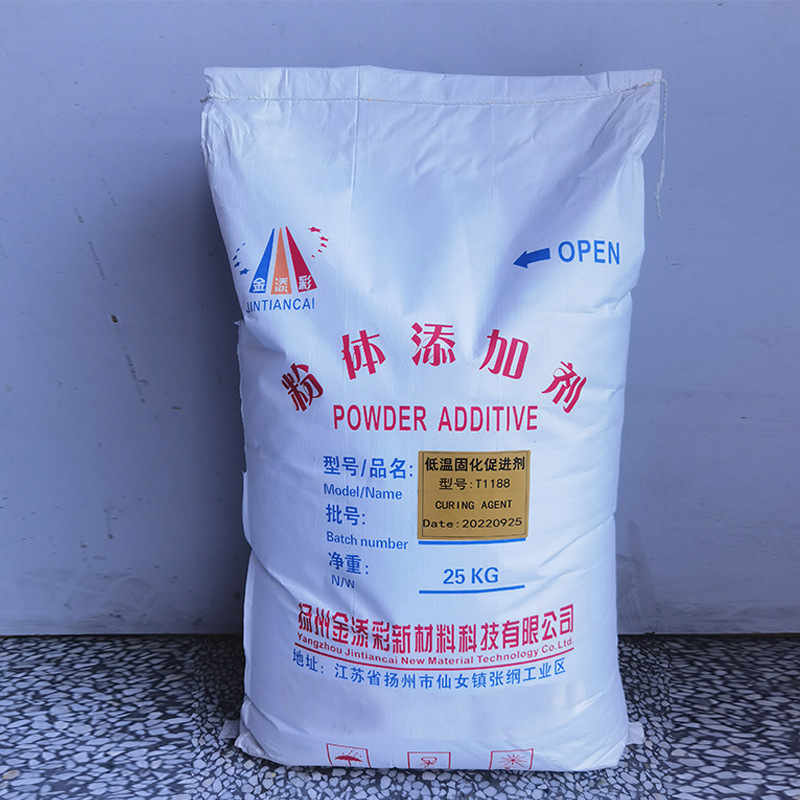 金添彩
JINTIANCAI
OPEN
粉体添加剂
POWDER ADDITIVE
型号/品名:
Model/Name
低温固化促进剂
型号:T1188
CURING AGENT
Date:20220925
批号:
Batch number
净重:
N/W
25 KG
扬州金添彩新材料科技有限公司
Yangzhou Jintiancai New Material Technology Co.Ltd.
地址: 江苏省扬州市仙女镇张纲工业区